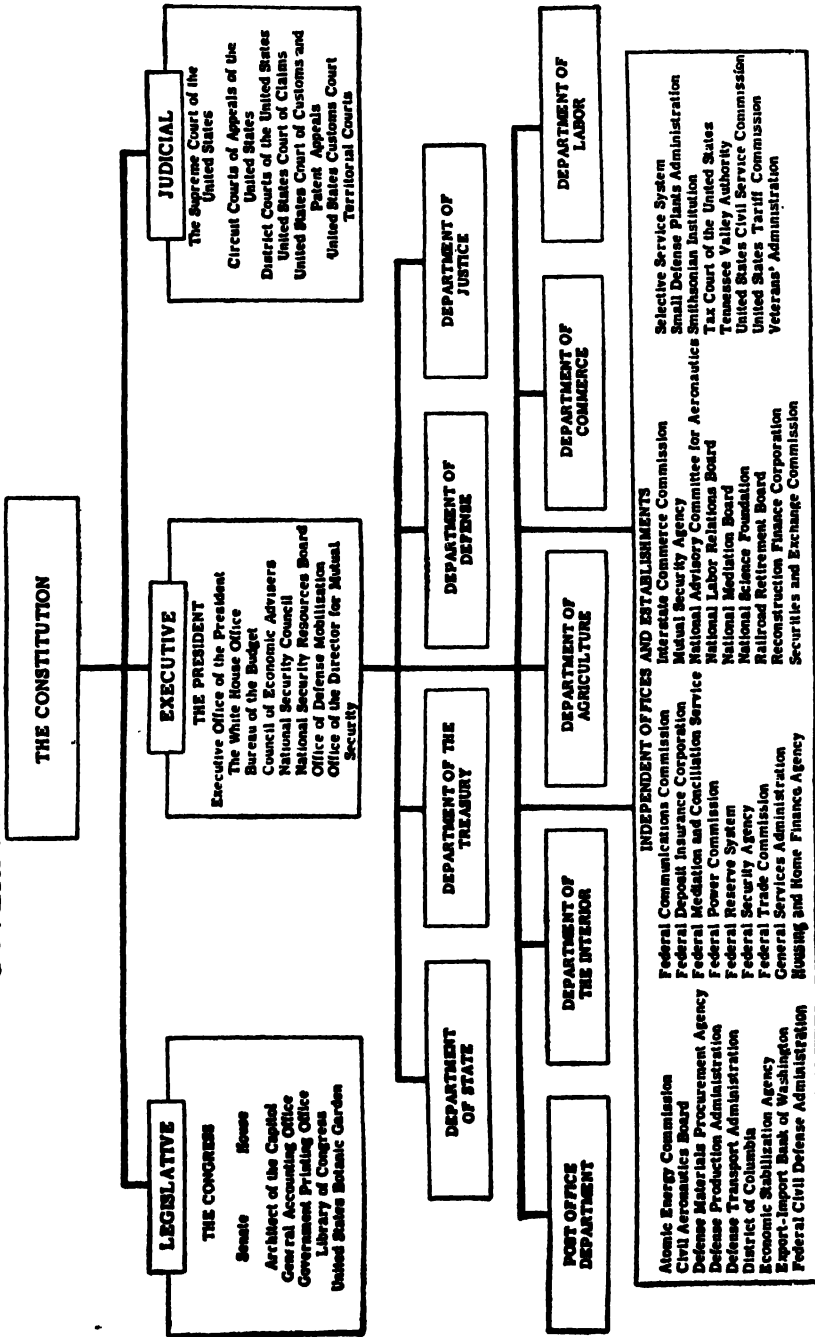 THE CONSTITUTION
LEGISLATIVE
THE CONGRESS
Senate House
Architect of the Capitol
General Accounting Office
Government Printing Office
Library of Congress
United States Botanic Garden
EXECUTIVE
THE PRESIDENT
Executive Office of the President
The White House Office
Bureau of the Budget
Council of Economic Advisers
National Security Council
National Security Resources Board
Office of Defense Mobilization
Office of the Director for Mutual
Security
JUDICIAL
The Supreme Court of the
United States
Circuit Courts of Appeals of the
United States
District Courts of the United States
United States Court of Claims
United States Court of Customs and
Patent Appeals
United States Customs Court
Territorial Courts
DEPARTMENT
OF STATE
DEPARTMENT OF THE
TREASURY
DEPARTMENT OF
DEFENSE
DEPARTMENT OF
JUSTICE
POST OFFICE
DEPARTMENT
DEPARTMENT OF
THE INTERIOR
DEPARTMENT OF
AGRICULTURE
DEPARTMENT OF
COMMERCE
DEPARTMENT OF
LABOR
INDEPENDENT OFFICES AND ESTABLISHMENTS
Atomic Energy Commission
Civil Aeronautics Board
Defense Materials Procurement Agency
Defense Production Administration
Defense Transport Administration
District of Columbia
Economic Stabilization Agency
Export-Import Bank of Washington
Federal Civil Defense Administration
Federal Communications Commission
Federal Deposit Insurance Corporation
Federal Mediation and Conciliation Service
Federal Power Commission
Federal Reserve System
Federal Security Agency
Federal Trade Commission
General Services Administration
Housing and Home Finance Agency
Interstate Commerce Commission
Mutual Security Agency
National Advisory Committee for Aeronautics
National Labor Relations Board
National Mediation Board
National Science Foundation
Railroad Retirement Board
Reconstruction Finance Corporation
Securities and Exchange Commission
Selective Service System
Small Defense Plants Administration
Smithsonian Institution
Tax Court of the United States
Tennessee Valley Authority
United States Civil Service Commission
United States Tariff Commission
Veterans' Administration